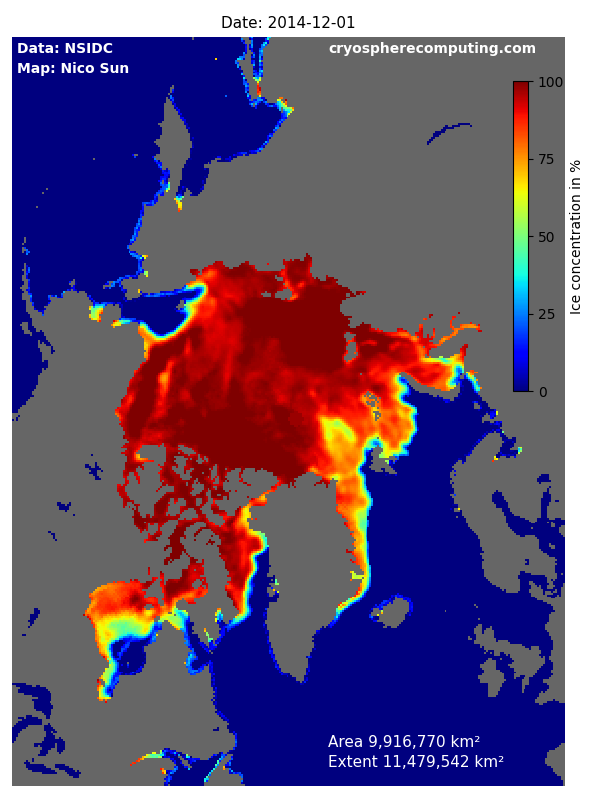 Date: 2014-12-01
Data: NSIDC
Map: Nico Sun
cryospherecomputing.com
100
75
50
25
0
Ice concentration in %
Area 9,916,770 km²
Extent 11,479,542 km²